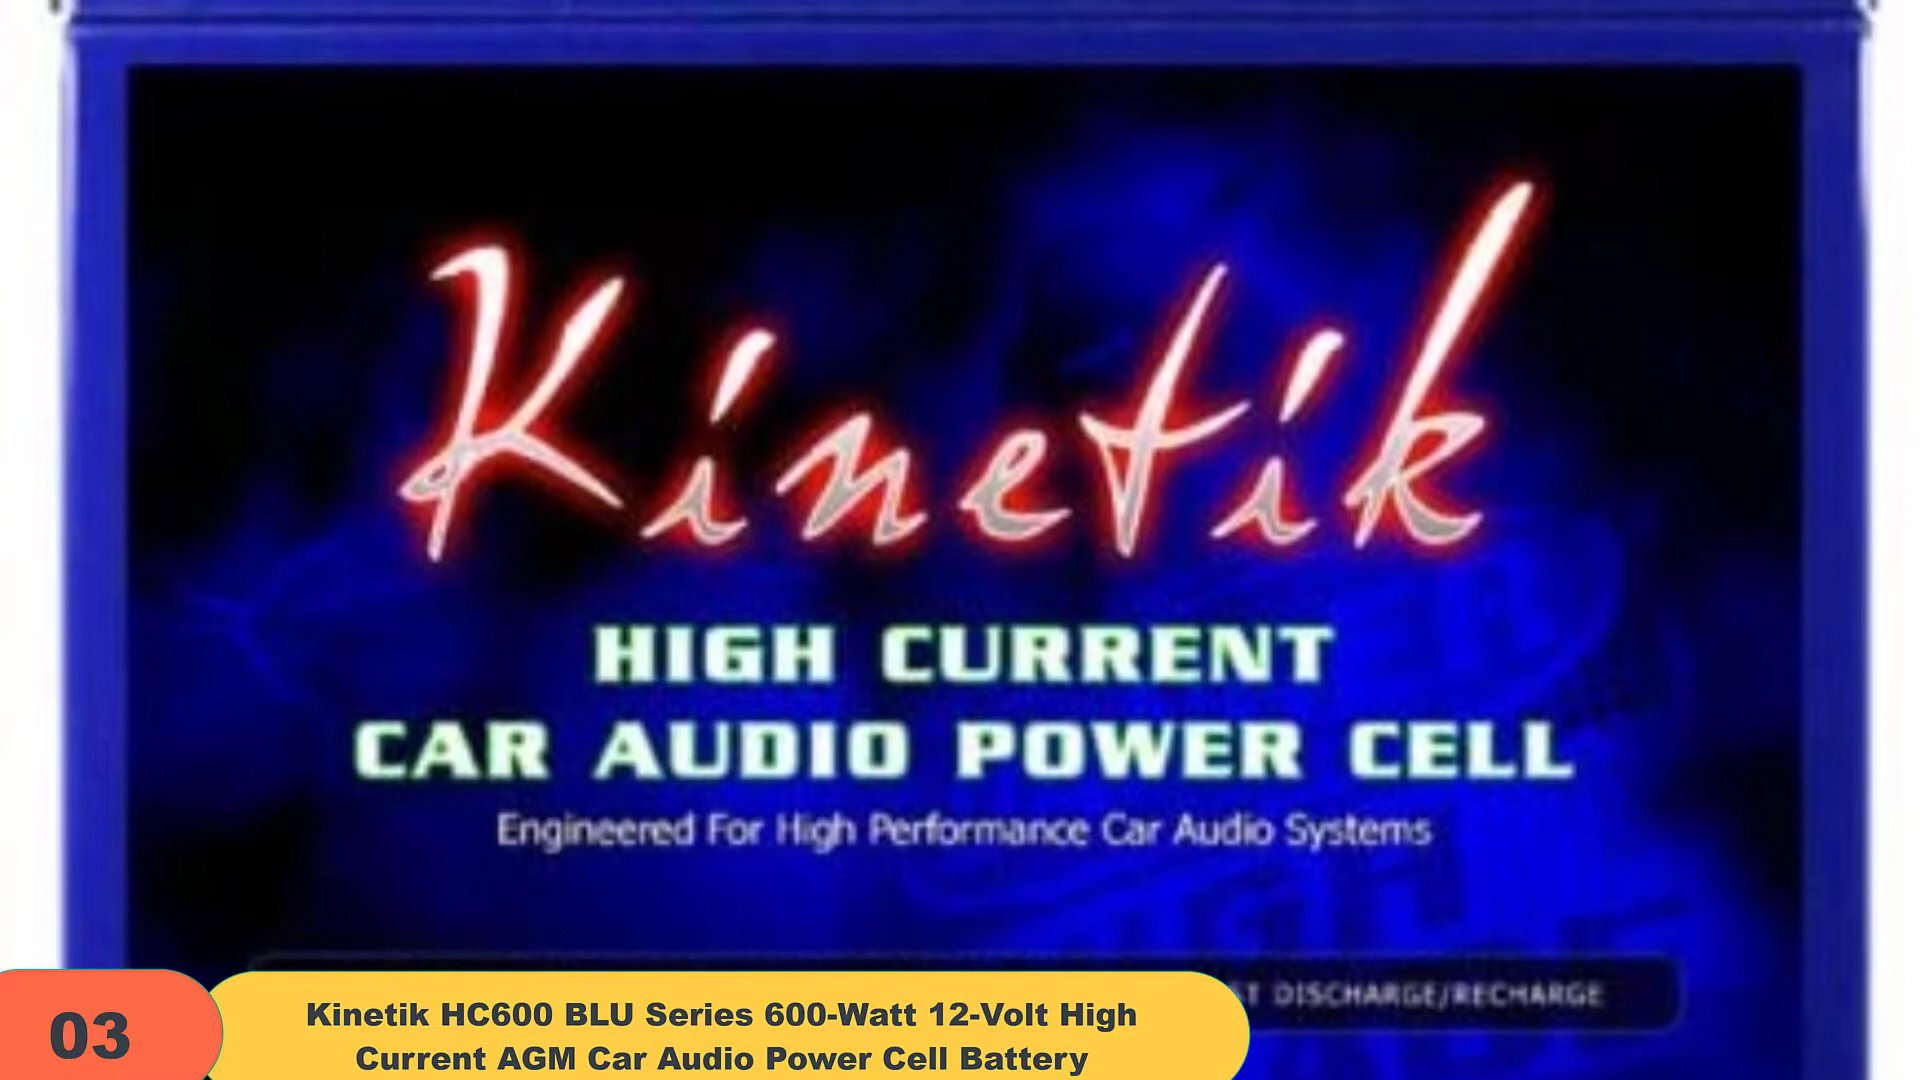 Kinetik
HIGH CURRENT
CAR AUDIO POWER CELL
Engineered For High Performance Car Audio Systems
DISCHARGE/RECHARGE
03
Kinetik HC600 BLU Series 600-Watt 12-Volt High
Current AGM Car Audio Power Cell Battery